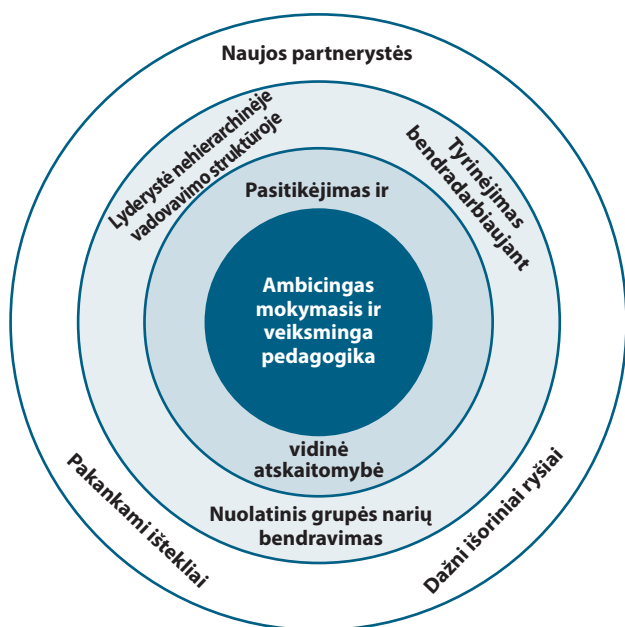 Naujos partnerystės
Lyderystė nehierarchinėje
vadovavimo struktūroje
Tyrinėjimas
bendradarbiaujant
Pasitikėjimas ir
Ambicingas
mokymasis ir
veiksminga
pedagogika
vidinė
atskaitomybė
Nuolatinis grupės narių
bendravimas
Pakankami ištekliai
Dažni išoriniai ryšiai